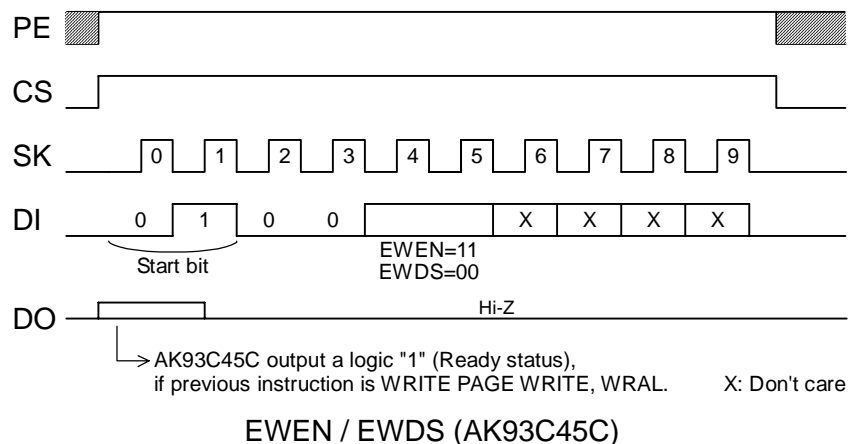 PE
CS
SK 0 1 2 3 4 5 6 7 8 9
DI 0 1 0 0 X X X X
Start bit
EWEN=11
EWDS=00
DO Hi-Z
AK93C45C output a logic "1" (Ready status),
if previous instruction is WRITE PAGE WRITE, WRAL. X: Don't care
EWEN / EWDS (AK93C45C)